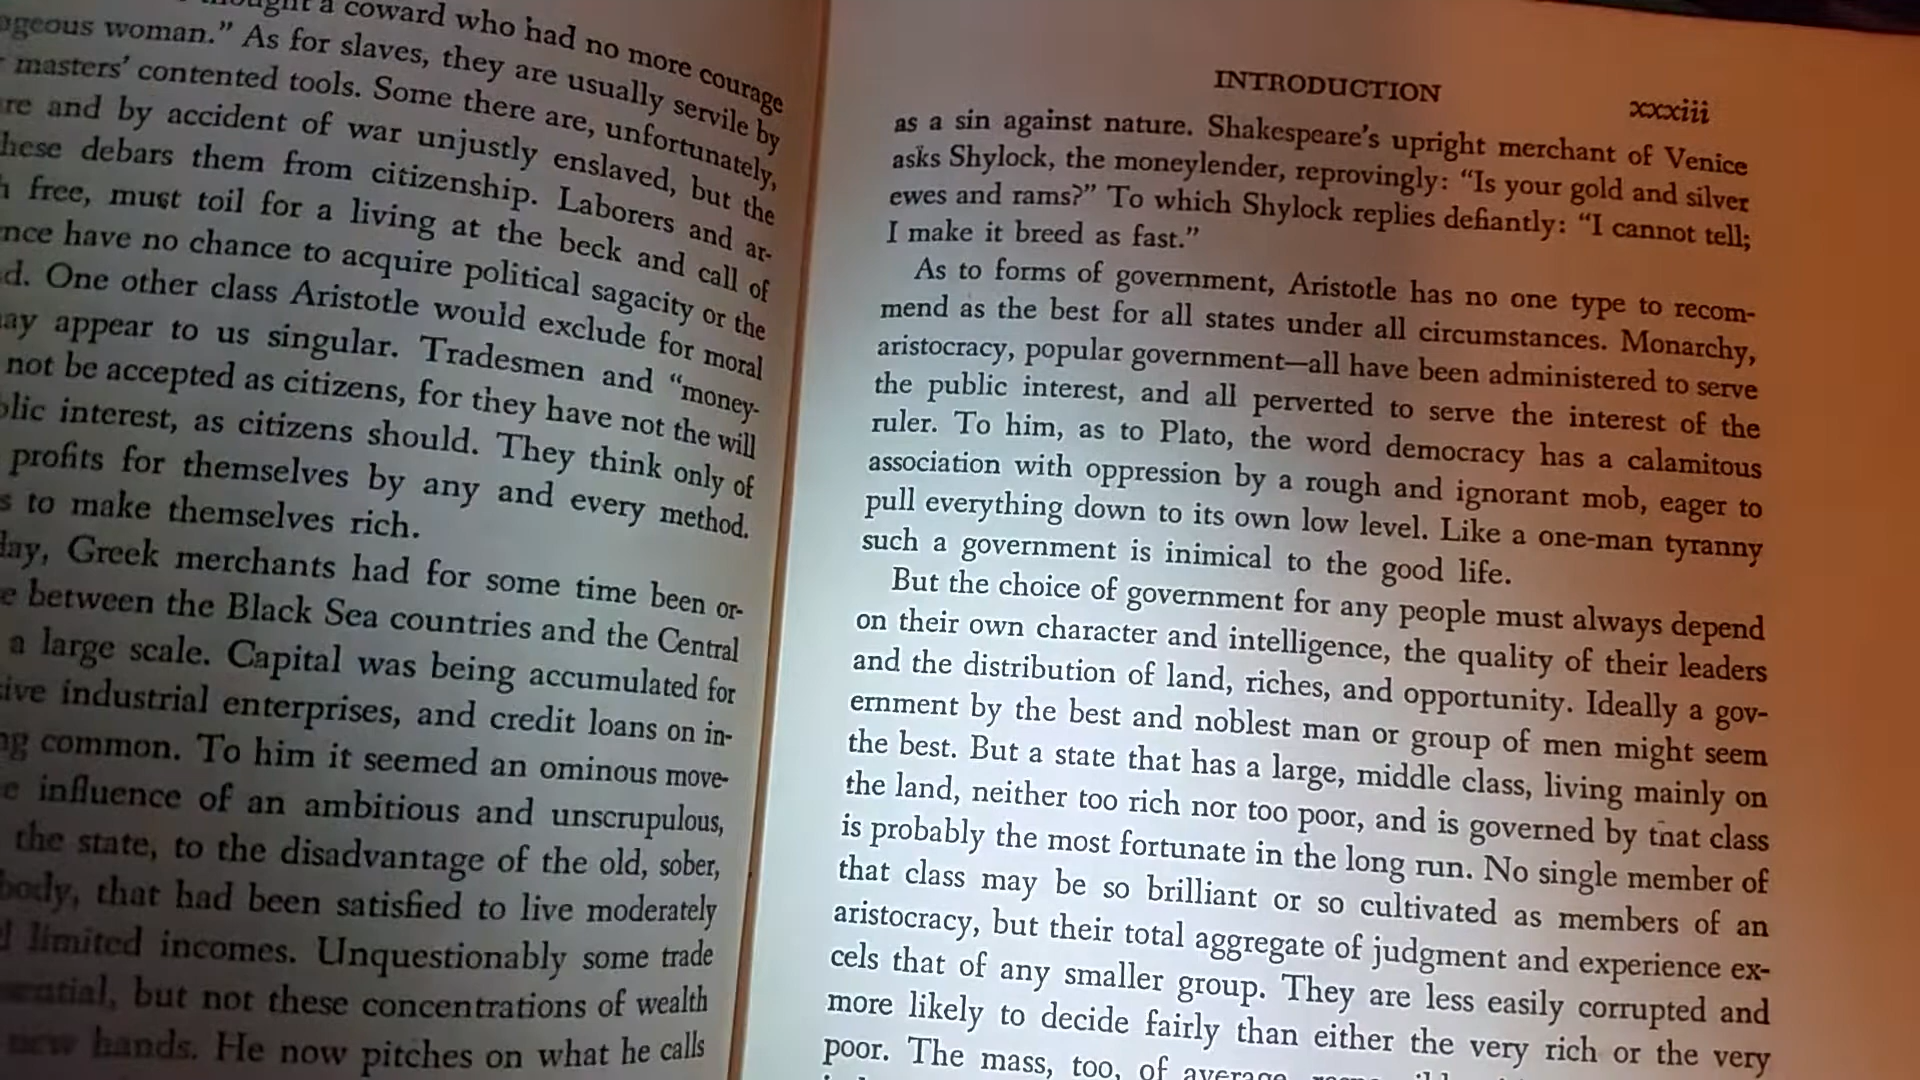 a coward who had no more courage
geous woman.” As for slaves, they are usually servile by
masters’ contented tools. Some there are, unfortunately,
re and by accident of war unjustly enslaved, but the
hese debars them from citizenship. Laborers and ar-
free, must toil for a living at the beck and call of
nce have no chance to acquire political sagacity or the
d. One other class Aristotle would exclude for moral
ay appear to us singular. Tradesmen and “money-
not be accepted as citizens, for they have not the will
blic interest, as citizens should. They think only of
profits for themselves by any and every method.
s to make themselves rich.
day, Greek merchants had for some time been or-
e between the Black Sea countries and the Central
a large scale. Capital was being accumulated for
ive industrial enterprises, and credit loans on in-
ng common. To him it seemed an ominous move-
e influence of an ambitious and unscrupulous,
the state, to the disadvantage of the old, sober,
body, that had been satisfied to live moderately
limited incomes. Unquestionably some trade
ential, but not these concentrations of wealth
new hands. He now pitches on what he calls
INTRODUCTION xxxiii
as a sin against nature. Shakespeare’s upright merchant of Venice
asks Shylock, the moneylender, reprovingly: “Is your gold and silver
ewes and rams?” To which Shylock replies defiantly: “I cannot tell;
I make it breed as fast.”
As to forms of government, Aristotle has no one type to recom-
mend as the best for all states under all circumstances. Monarchy,
aristocracy, popular government—all have been administered to serve
the public interest, and all perverted to serve the interest of the
ruler. To him, as to Plato, the word democracy has a calamitous
association with oppression by a rough and ignorant mob, eager to
pull everything down to its own low level. Like a one-man tyranny
such a government is inimical to the good life.
But the choice of government for any people must always depend
on their own character and intelligence, the quality of their leaders
and the distribution of land, riches, and opportunity. Ideally a gov-
ernment by the best and noblest man or group of men might seem
the best. But a state that has a large, middle class, living mainly on
the land, neither too rich nor too poor, and is governed by that class
is probably the most fortunate in the long run. No single member of
that class may be so brilliant or so cultivated as members of an
aristocracy, but their total aggregate of judgment and experience ex-
cels that of any smaller group. They are less easily corrupted and
more likely to decide fairly than either the very rich or the very
poor. The mass, too, of average